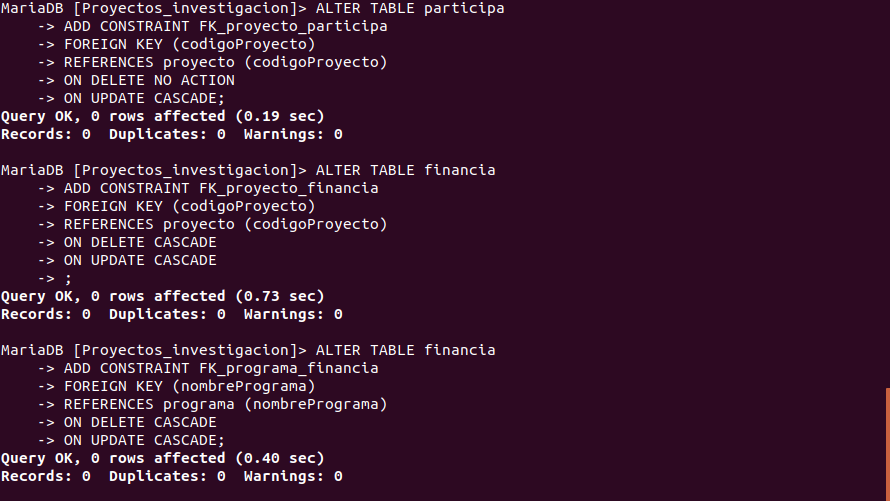 MariaDB [Proyectos_investigacion]> ALTER TABLE participa
    -> ADD CONSTRAINT FK_proyecto_participa
    -> FOREIGN KEY (codigoProyecto)
    -> REFERENCES proyecto (codigoProyecto)
    -> ON DELETE NO ACTION
    -> ON UPDATE CASCADE;
Query OK, 0 rows affected (0.19 sec)
Records: 0  Duplicates: 0  Warnings: 0

MariaDB [Proyectos_investigacion]> ALTER TABLE financia
    -> ADD CONSTRAINT FK_proyecto_financia
    -> FOREIGN KEY (codigoProyecto)
    -> REFERENCES proyecto (codigoProyecto)
    -> ON DELETE CASCADE
    -> ON UPDATE CASCADE
    -> ;
Query OK, 0 rows affected (0.73 sec)
Records: 0  Duplicates: 0  Warnings: 0

MariaDB [Proyectos_investigacion]> ALTER TABLE financia
    -> ADD CONSTRAINT FK_programa_financia
    -> FOREIGN KEY (nombrePrograma)
    -> REFERENCES programa (nombrePrograma)
    -> ON DELETE CASCADE
    -> ON UPDATE CASCADE;
Query OK, 0 rows affected (0.40 sec)
Records: 0  Duplicates: 0  Warnings: 0